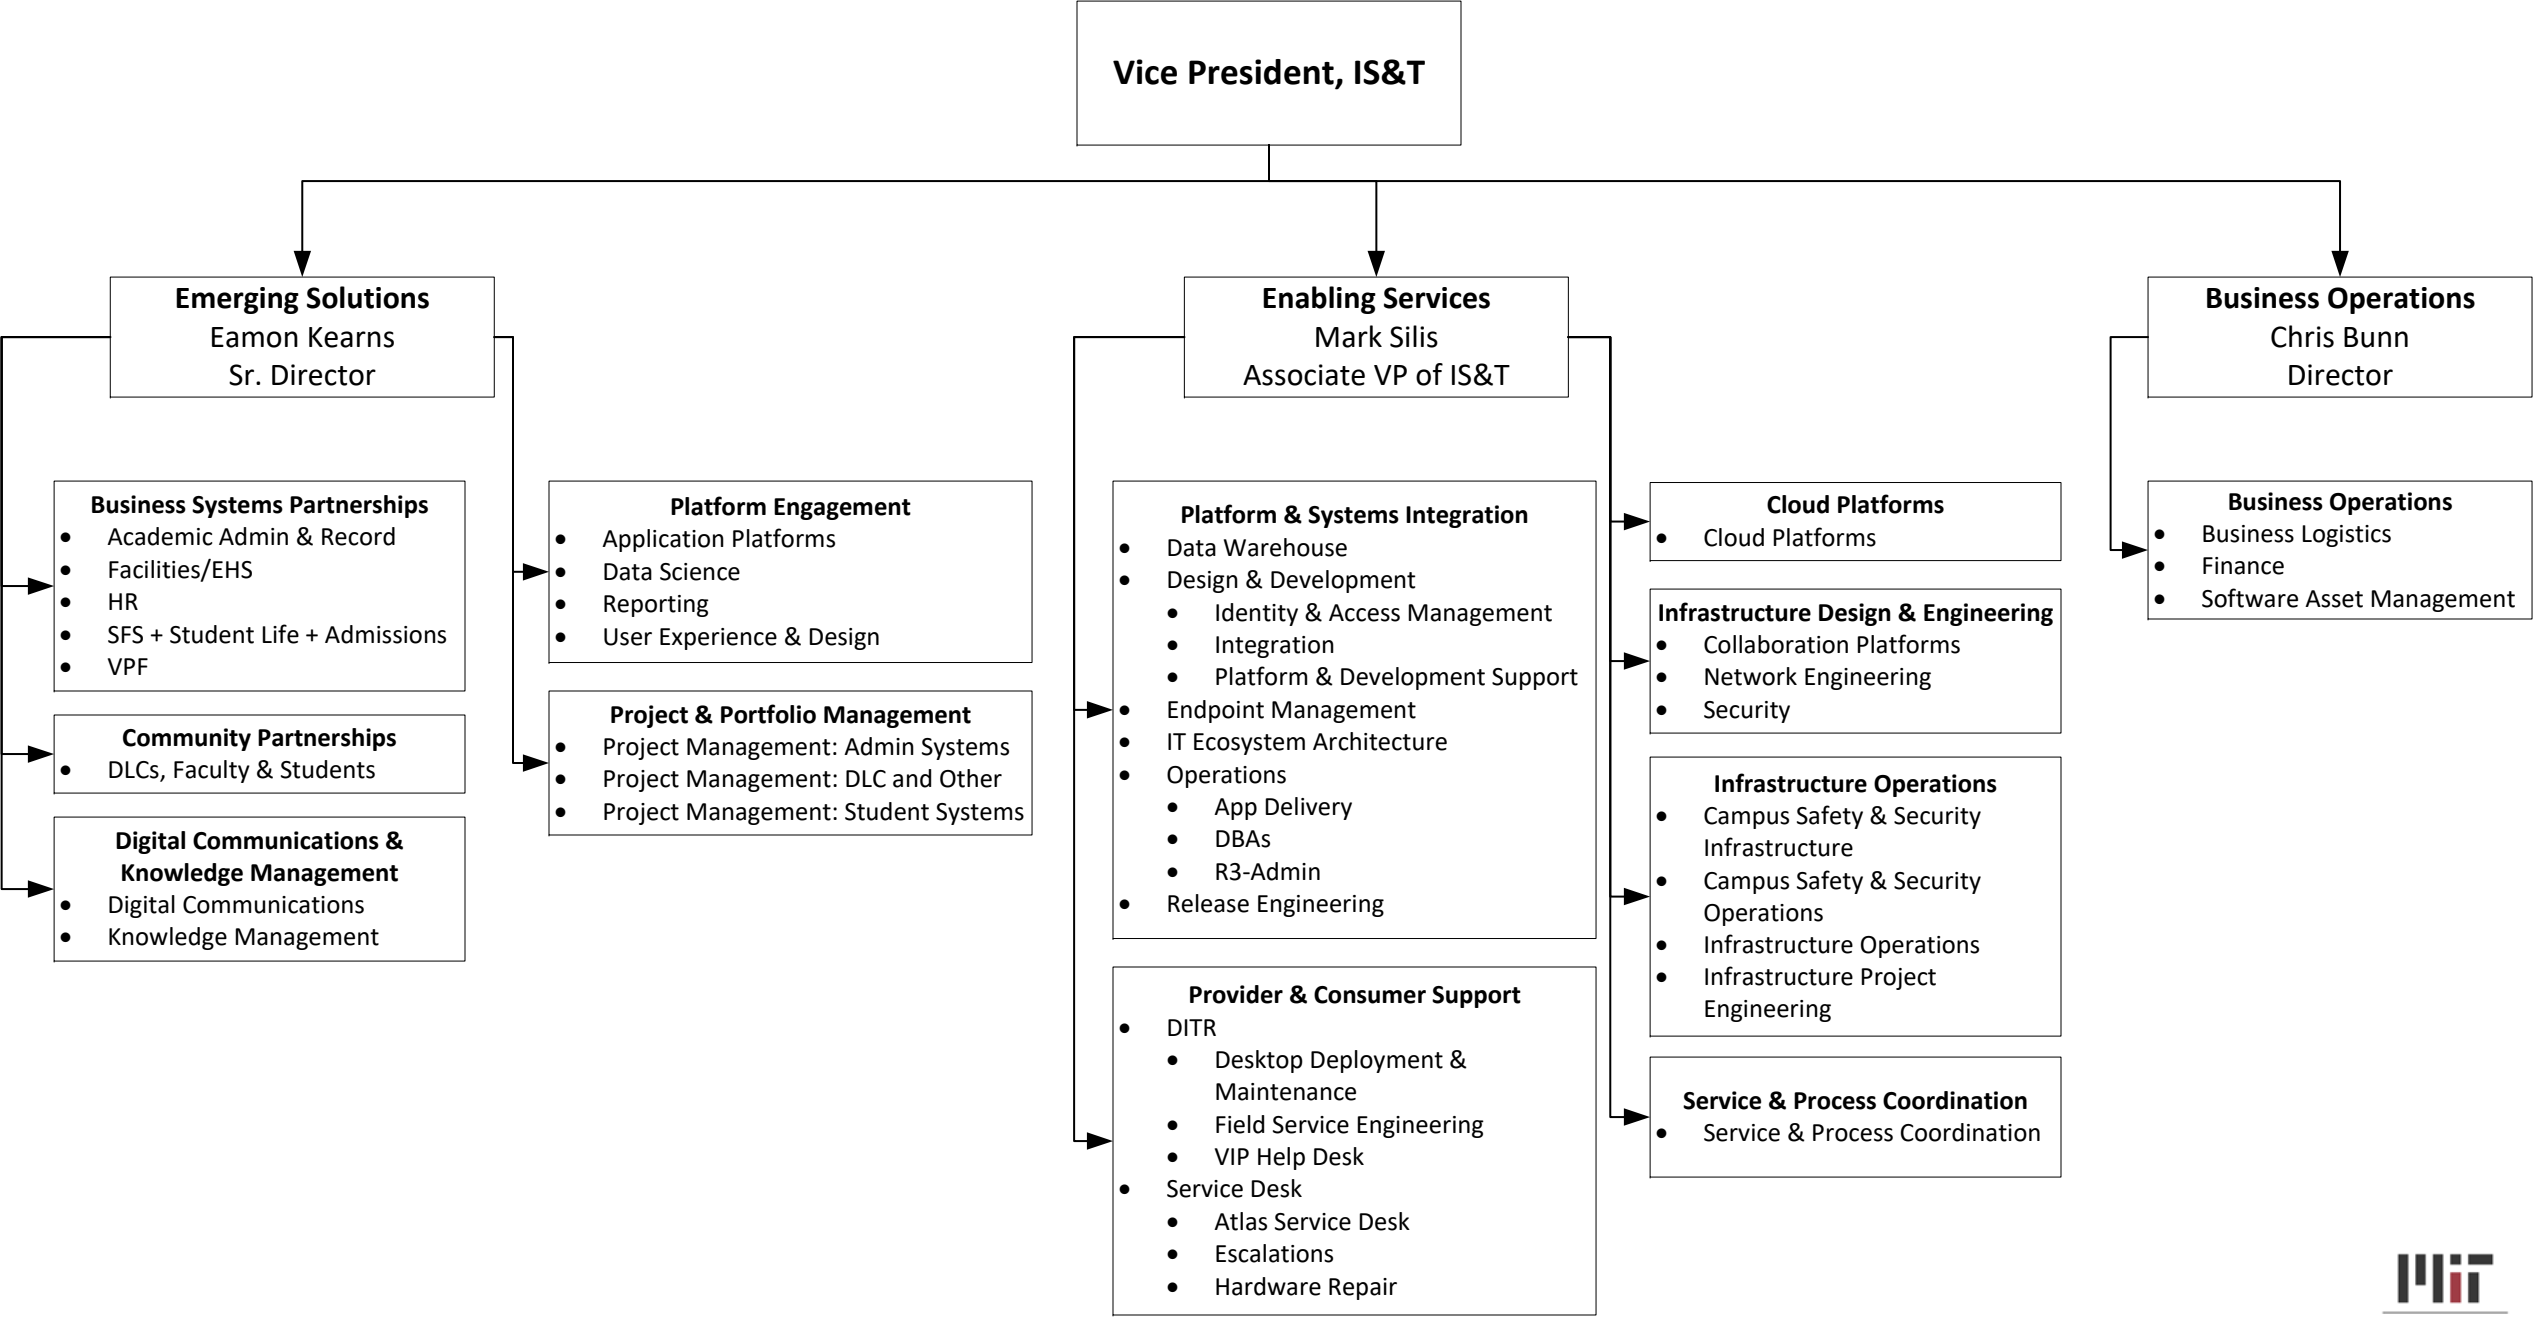 Vice President, IS&T
Emerging Solutions
Eamon Kearns
Sr. Director
Enabling Services
Mark Silis
Associate VP of IS&T
Business Operations
Chris Bunn
Director
Business Systems Partnerships
• Academic Admin & Record
• Facilities/EHS
• HR
• SFS + Student Life + Admissions
• VPF
Community Partnerships
• DLCs, Faculty & Students
Digital Communications &
Knowledge Management
• Digital Communications
• Knowledge Management
Platform Engagement
• Application Platforms
• Data Science
• Reporting
• User Experience & Design
Project & Portfolio Management
• Project Management: Admin Systems
• Project Management: DLC and Other
• Project Management: Student Systems
Platform & Systems Integration
• Data Warehouse
• Design & Development
• Identity & Access Management
• Integration
• Platform & Development Support
• Endpoint Management
• IT Ecosystem Architecture
• Operations
• App Delivery
• DBAs
• R3-Admin
• Release Engineering
Provider & Consumer Support
• DITR
• Desktop Deployment &
Maintenance
• Field Service Engineering
• VIP Help Desk
• Service Desk
• Atlas Service Desk
• Escalations
• Hardware Repair
Cloud Platforms
• Cloud Platforms
Infrastructure Design & Engineering
• Collaboration Platforms
• Network Engineering
• Security
Infrastructure Operations
• Campus Safety & Security
Infrastructure
• Campus Safety & Security
Operations
• Infrastructure Operations
• Infrastructure Project
Engineering
Service & Process Coordination
• Service & Process Coordination
Business Operations
• Business Logistics
• Finance
• Software Asset Management
MIT